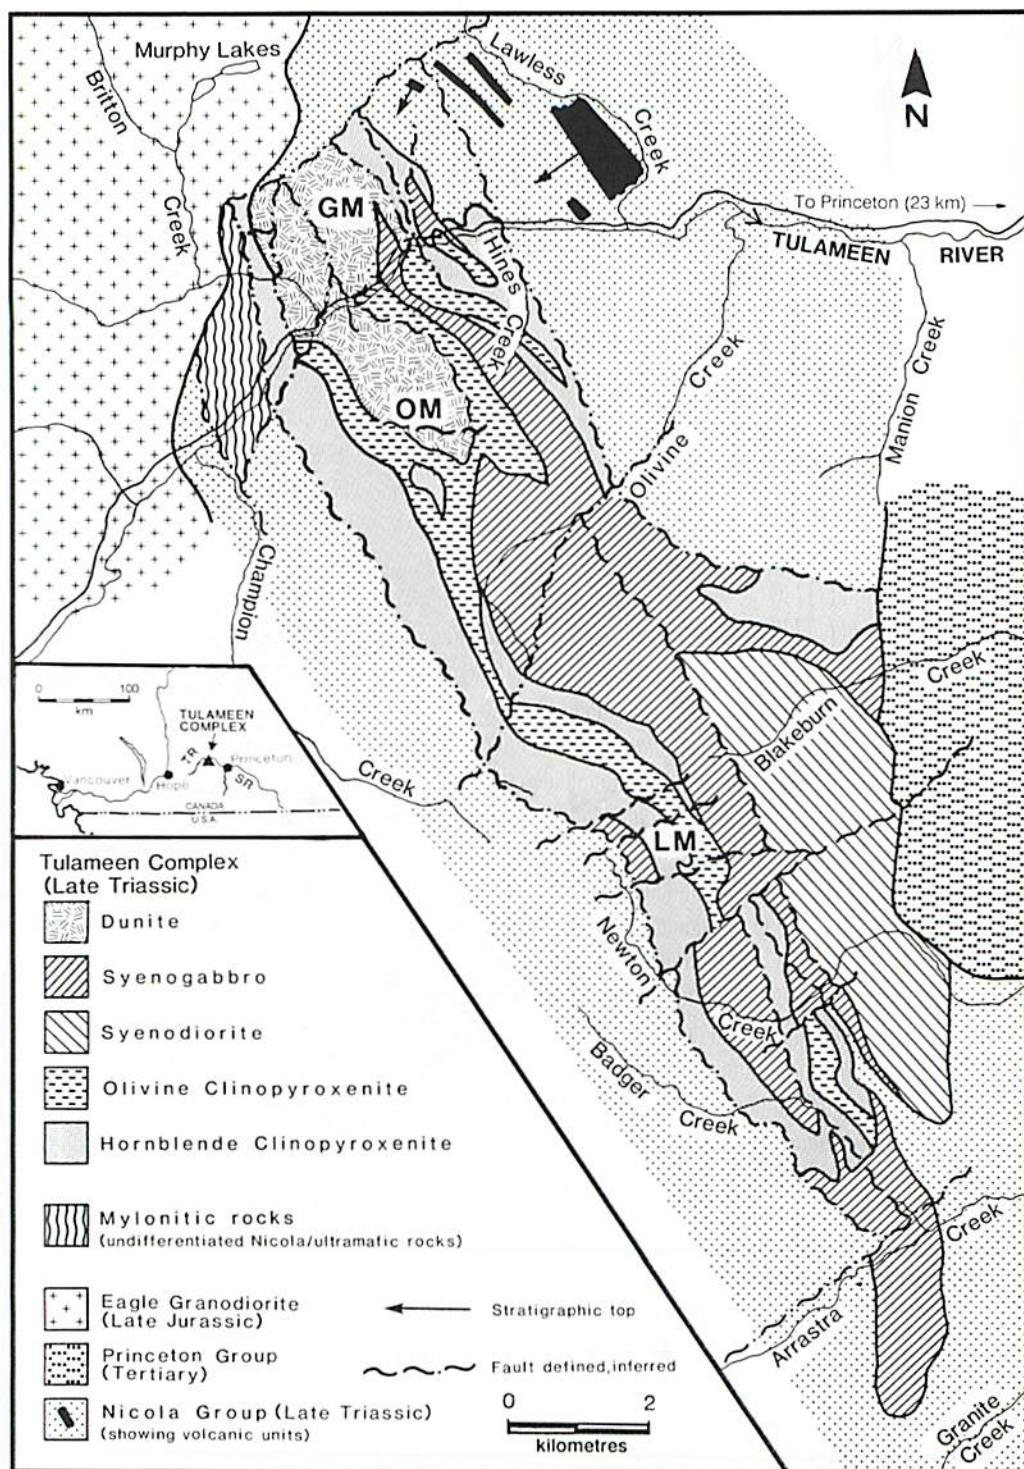 Murphy Lakes
Britton
Creek
Lawless
Creek
N
GM
To Princeton (23 km)
TULAMEEN RIVER
Hines
Creek
OM
Creek
Olivine
Manion Creek
Champion
Creek
Creek
Blakeburn
LM
Newton
Creek
Badger
Creek
Creek
Arrastra
Granite
Creek
0 100
km
TULAMEEN
COMPLEX
T.R.
Princeton
SR
Vancouver
Hope
CANADA
U.S.A.
Tulameen Complex
(Late Triassic)
Dunite
Syenogabbro
Syenodiorite
Olivine Clinopyroxenite
Hornblende Clinopyroxenite
Mylonitic rocks
(undifferentiated Nicola/ultramatic rocks)
Eagle Granodiorite
(Late Jurassic)
Stratigraphic top
Princeton Group
(Tertiary)
Fault defined, inferred
Nicola Group (Late Triassic)
(showing volcanic units)
0 2
kilometres